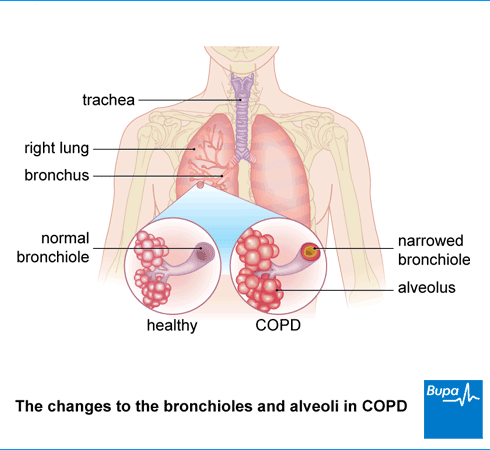 trachea
right lung
bronchus
normal
bronchiole
narrowed
bronchiole
alveolus
healthy
COPD
The changes to the bronchioles and alveoli in COPD
Bupa